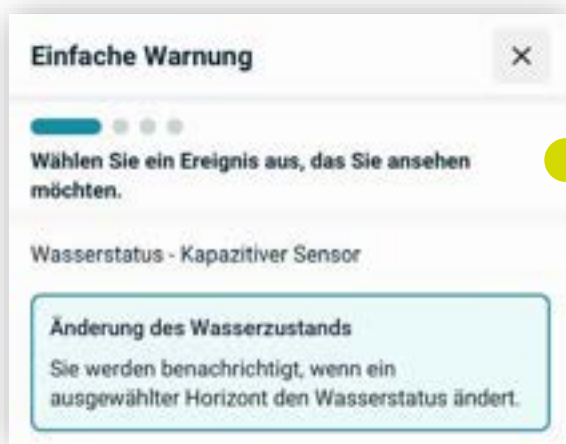 Einfache Warnung
Wählen Sie ein Ereignis aus, das Sie ansehen
möchten.
Wasserstatus - Kapazitiver Sensor
Änderung des Wasserzustands
Sie werden benachrichtigt, wenn ein
ausgewählter Horizont den Wasserstatus ändert.